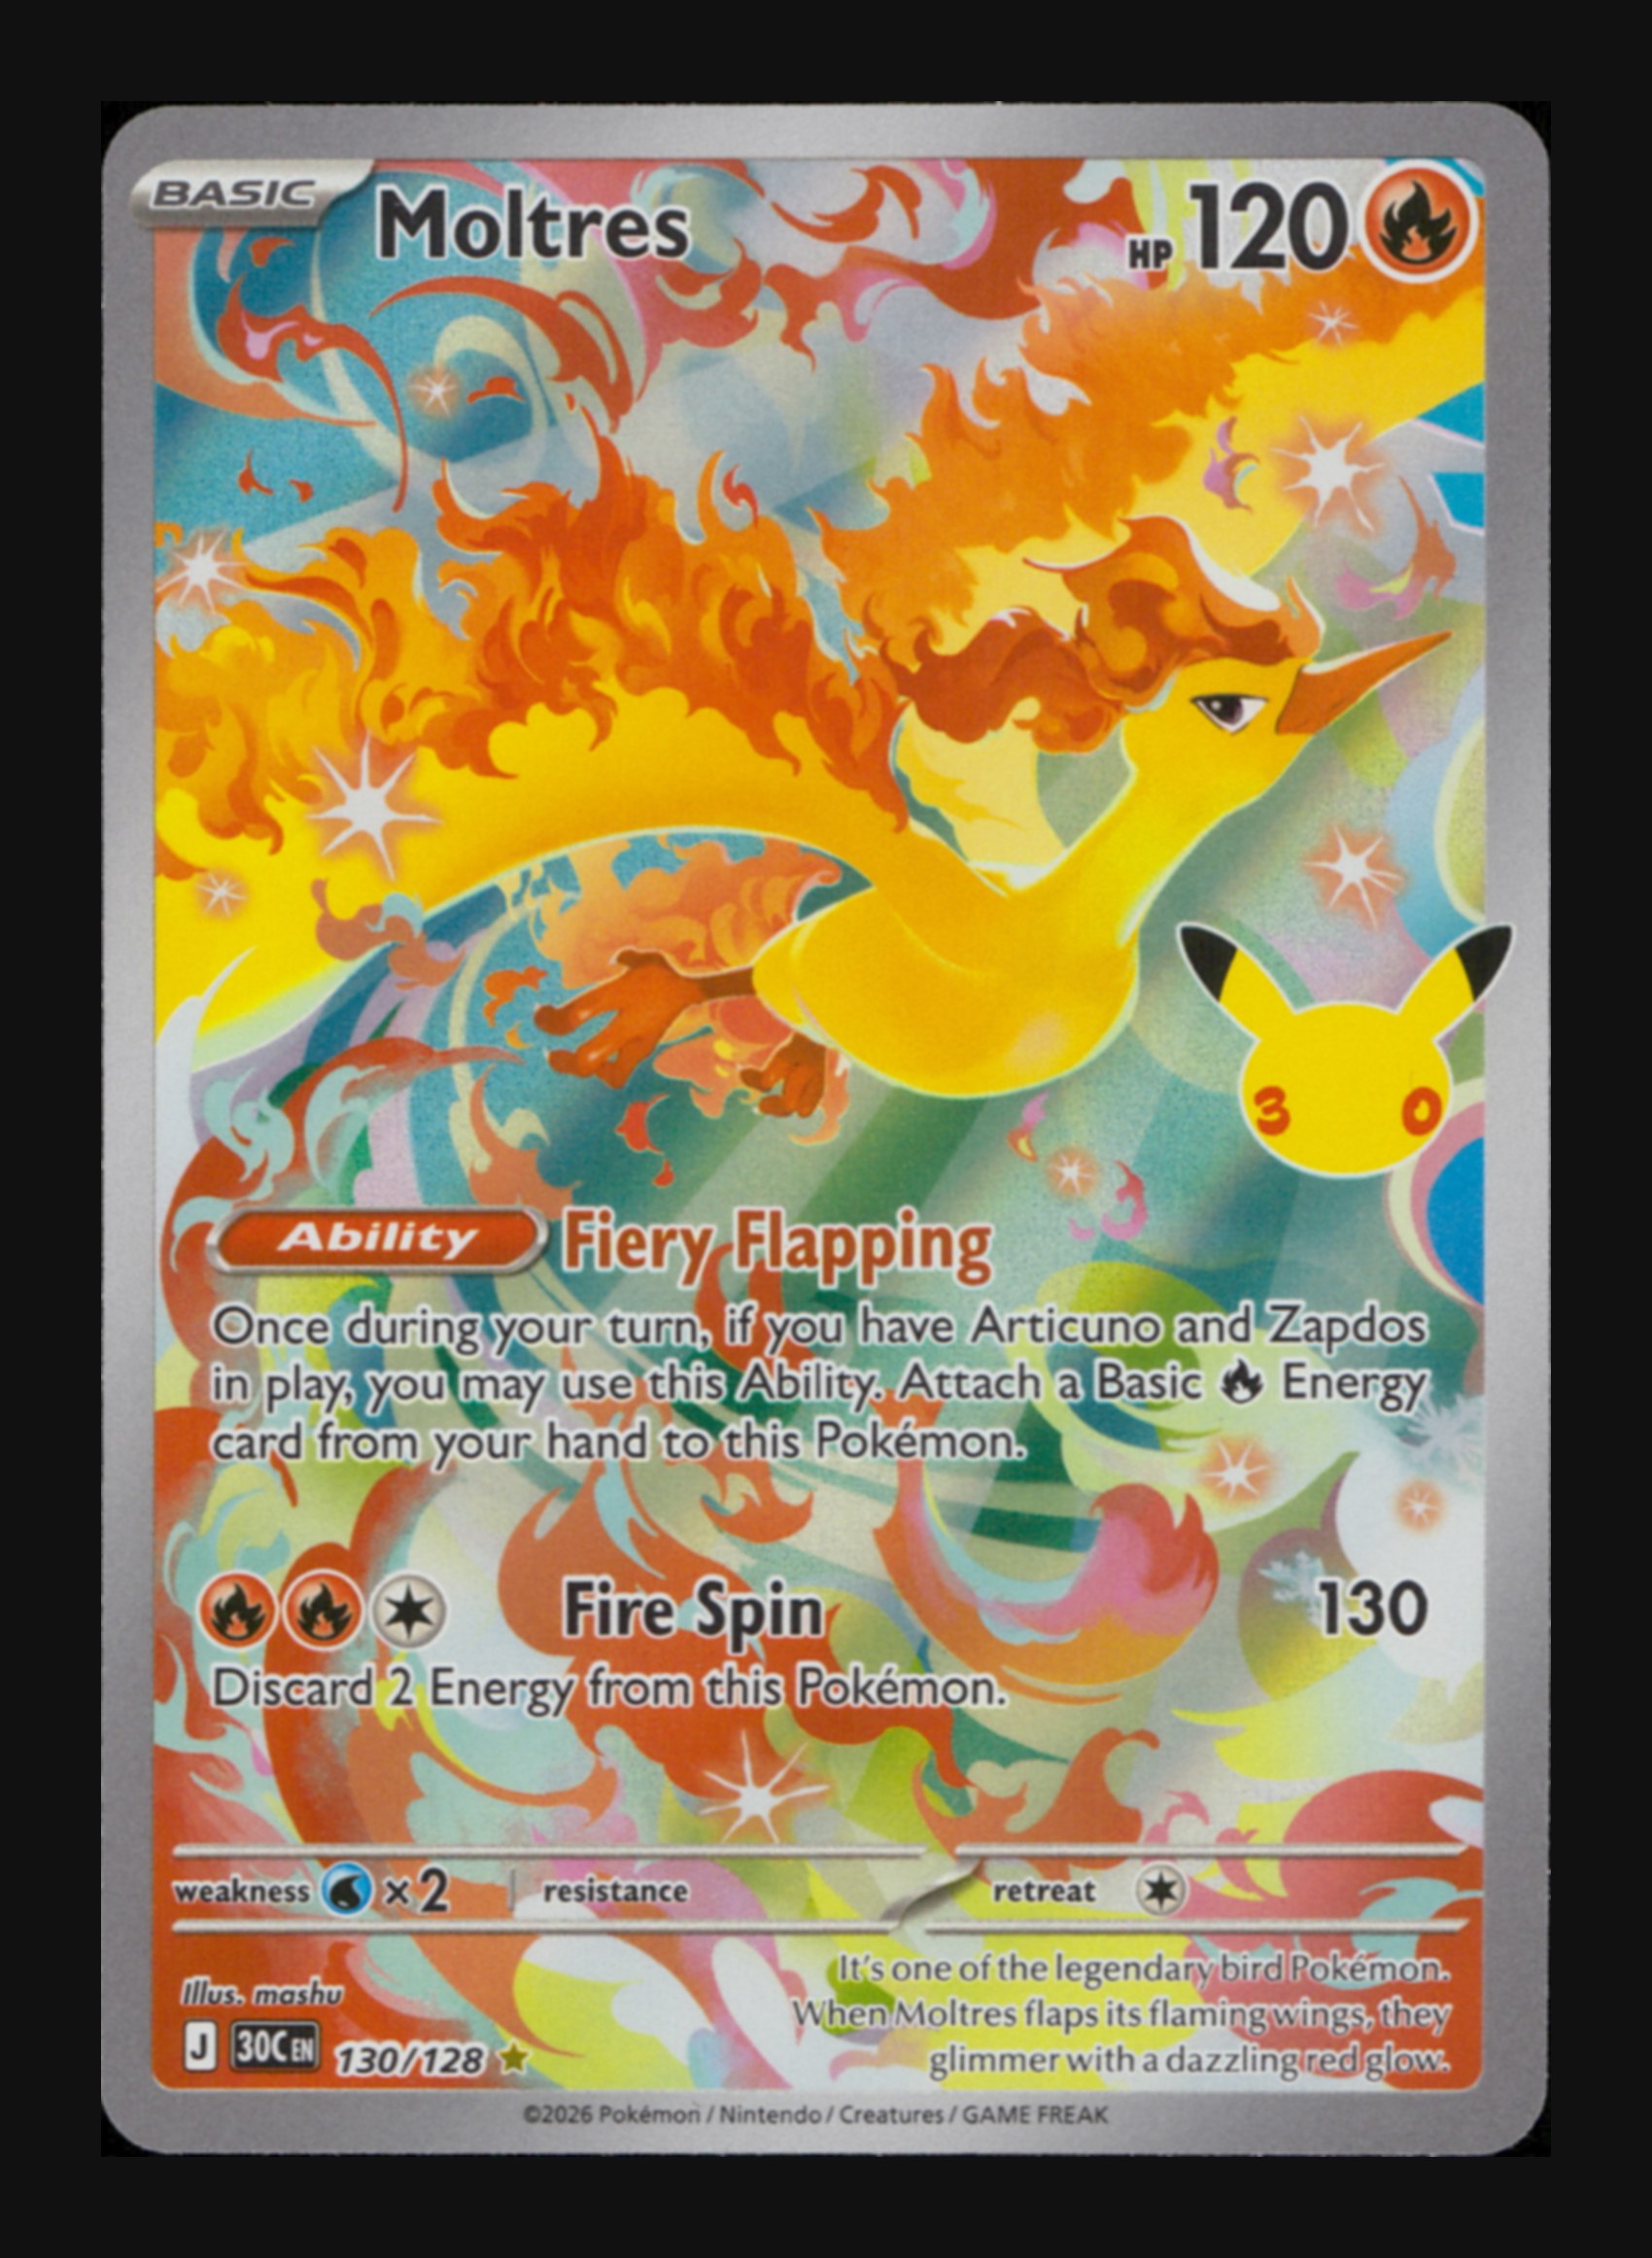 BASIC Moltres HP 120
3 0
Ability Fiery Flapping
Once during your turn, if you have Articuno and Zapdos
in play, you may use this Ability. Attach a Basic Energy
card from your hand to this Pokémon.
Fire Spin 130
Discard 2 Energy from this Pokémon.
weakness ×2 resistance retreat
It's one of the legendary bird Pokémon.
When Moltres flaps its flaming wings, they
glimmer with a dazzling red glow.
Illus. mashu
J 30C EN 130/128
©2026 Pokémon / Nintendo / Creatures / GAME FREAK